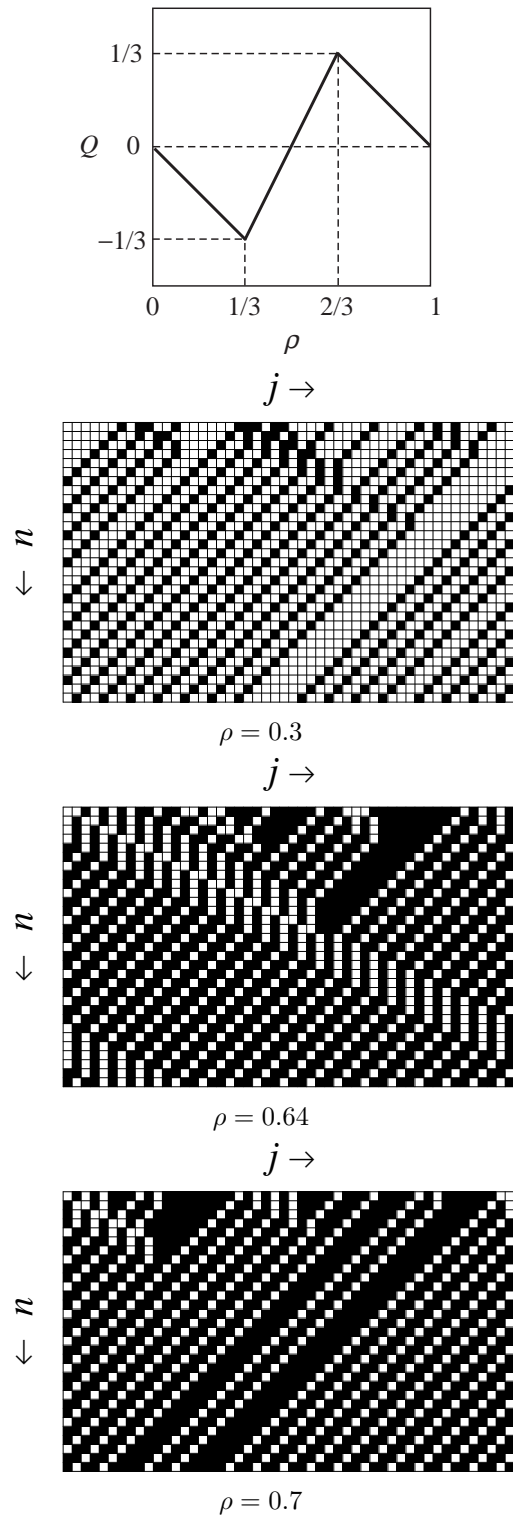 1/3
Q 0
−1/3
0 1/3 2/3 1
ρ
j →
← n
ρ = 0.3
j →
← n
ρ = 0.64
j →
← n
ρ = 0.7